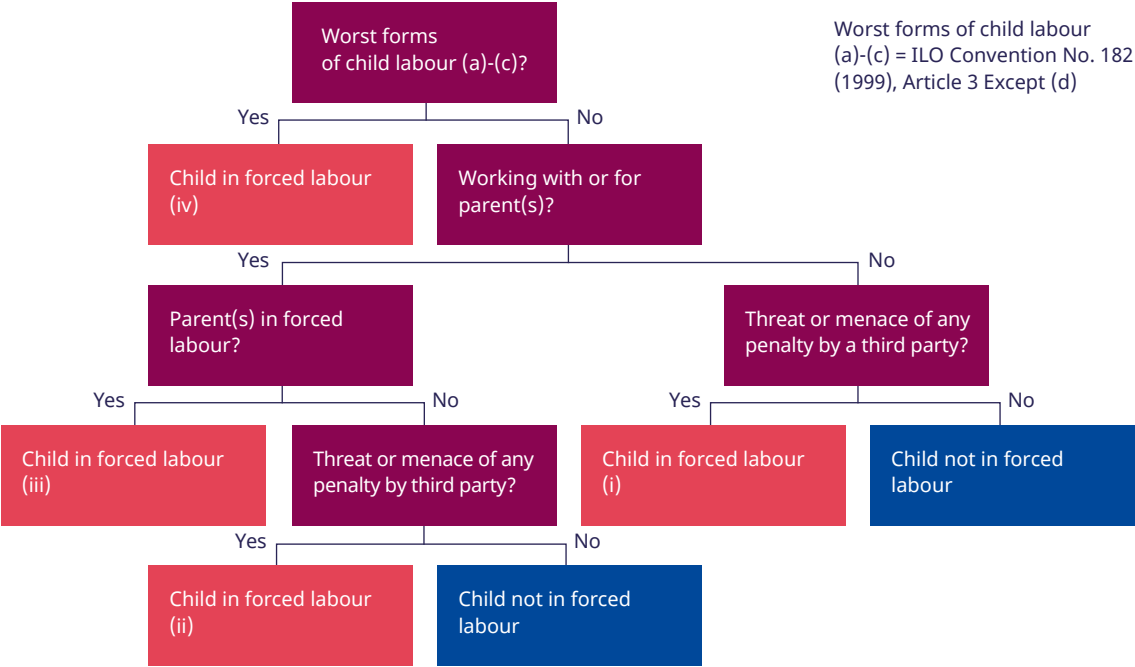 Worst forms
of child labour (a)-(c)?
Worst forms of child labour
(a)-(c) = ILO Convention No. 182
(1999), Article 3 Except (d)
Yes
No
Child in forced labour
(iv)
Working with or for
parent(s)?
Yes
No
Parent(s) in forced
labour?
Threat or menace of any
penalty by a third party?
Yes
No
Yes
No
Child in forced labour
(iii)
Threat or menace of any
penalty by third party?
Child in forced labour
(i)
Child not in forced
labour
Yes
No
Child in forced labour
(ii)
Child not in forced
labour